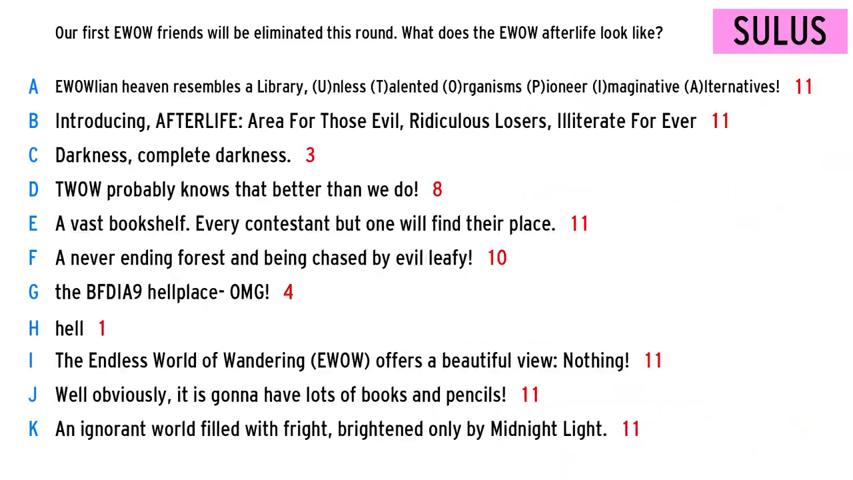 Our first EWOW friends will be eliminated this round. What does the EWOW afterlife look like?
SULUS
A EWOWlian heaven resembles a Library, (U)nless (T)alented (O)rganisms (P)ioneer (I)maginative (A)lternatives! 11
B Introducing, AFTERLIFE: Area For Those Evil, Ridiculous Losers, Illiterate For Ever 11
C Darkness, complete darkness. 3
D TWOW probably knows that better than we do! 8
E A vast bookshelf. Every contestant but one will find their place. 11
F A never ending forest and being chased by evil leafy! 10
G the BFDIA9 hellplace- OMG! 4
H hell 1
I The Endless World of Wandering (EWOW) offers a beautiful view: Nothing! 11
J Well obviously, it is gonna have lots of books and pencils! 11
K An ignorant world filled with fright, brightened only by Midnight Light. 11